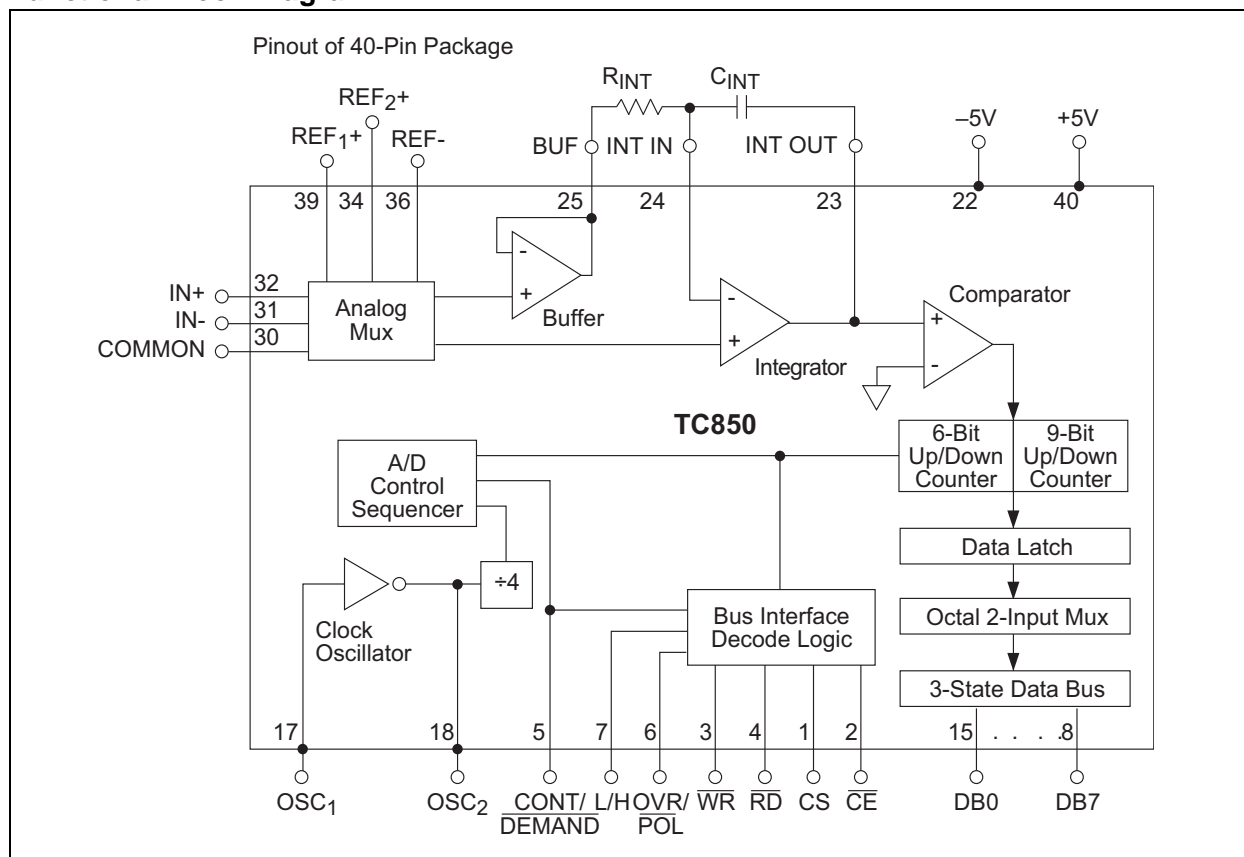 Functional Block Diagram
Pinout of 40-Pin Package
RINT
CINT
REF2+
REF1+
REF-
BUF
INT IN
INT OUT
–5V
+5V
39
34
36
25
24
23
22
40
IN+
32
IN-
31
COMMON
30
Analog
Mux
-
+
Buffer
-
+
Integrator
Comparator
+
-
TC850
A/D
Control
Sequencer
6-Bit
Up/Down
Counter
9-Bit
Up/Down
Counter
Data Latch
÷4
Clock
Oscillator
Bus Interface
Decode Logic
Octal 2-Input Mux
3-State Data Bus
17
18
5
7
6
3
4
1
2
15 . . . . 8
OSC1
OSC2
CONT/
DEMAND
L/H
OVR/
POL
WR
RD
CS
CE
DB0
DB7